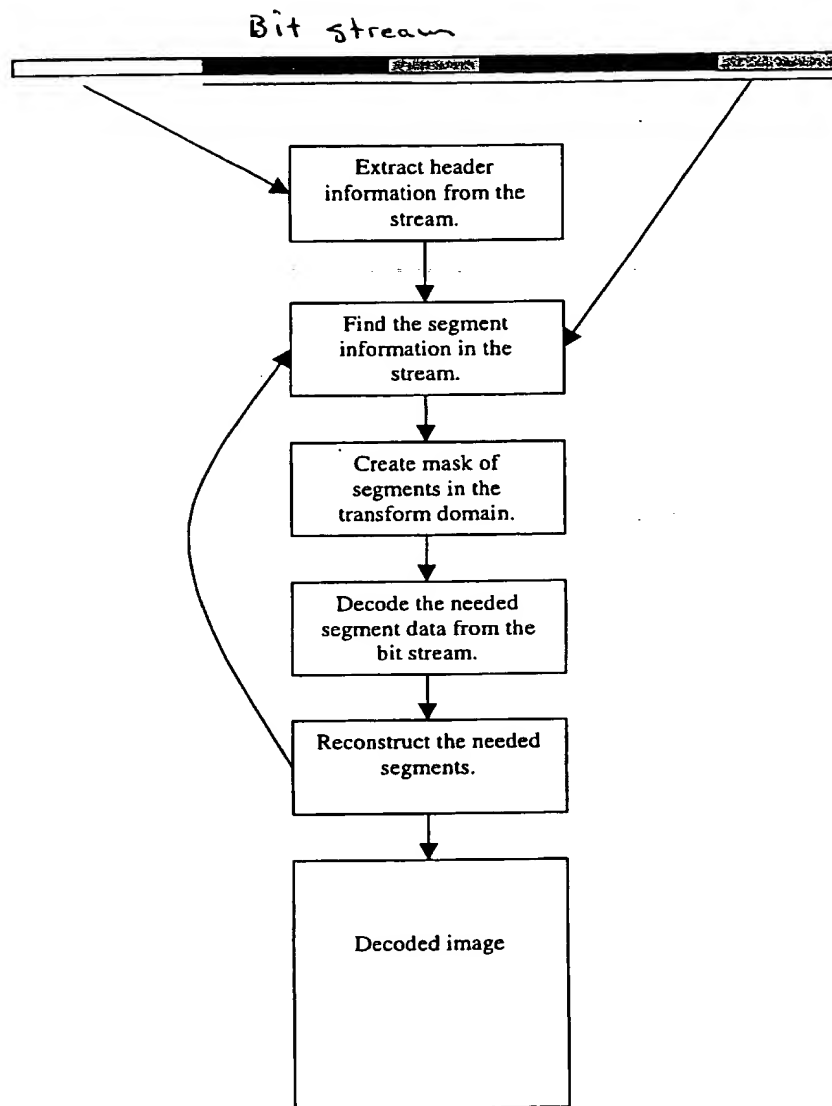 Bit stream
Extract header
information from the
stream.
Find the segment
information in the
stream.
Create mask of
segments in the
transform domain.
Decode the needed
segment data from the
bit stream.
Reconstruct the needed
segments.
Decoded image